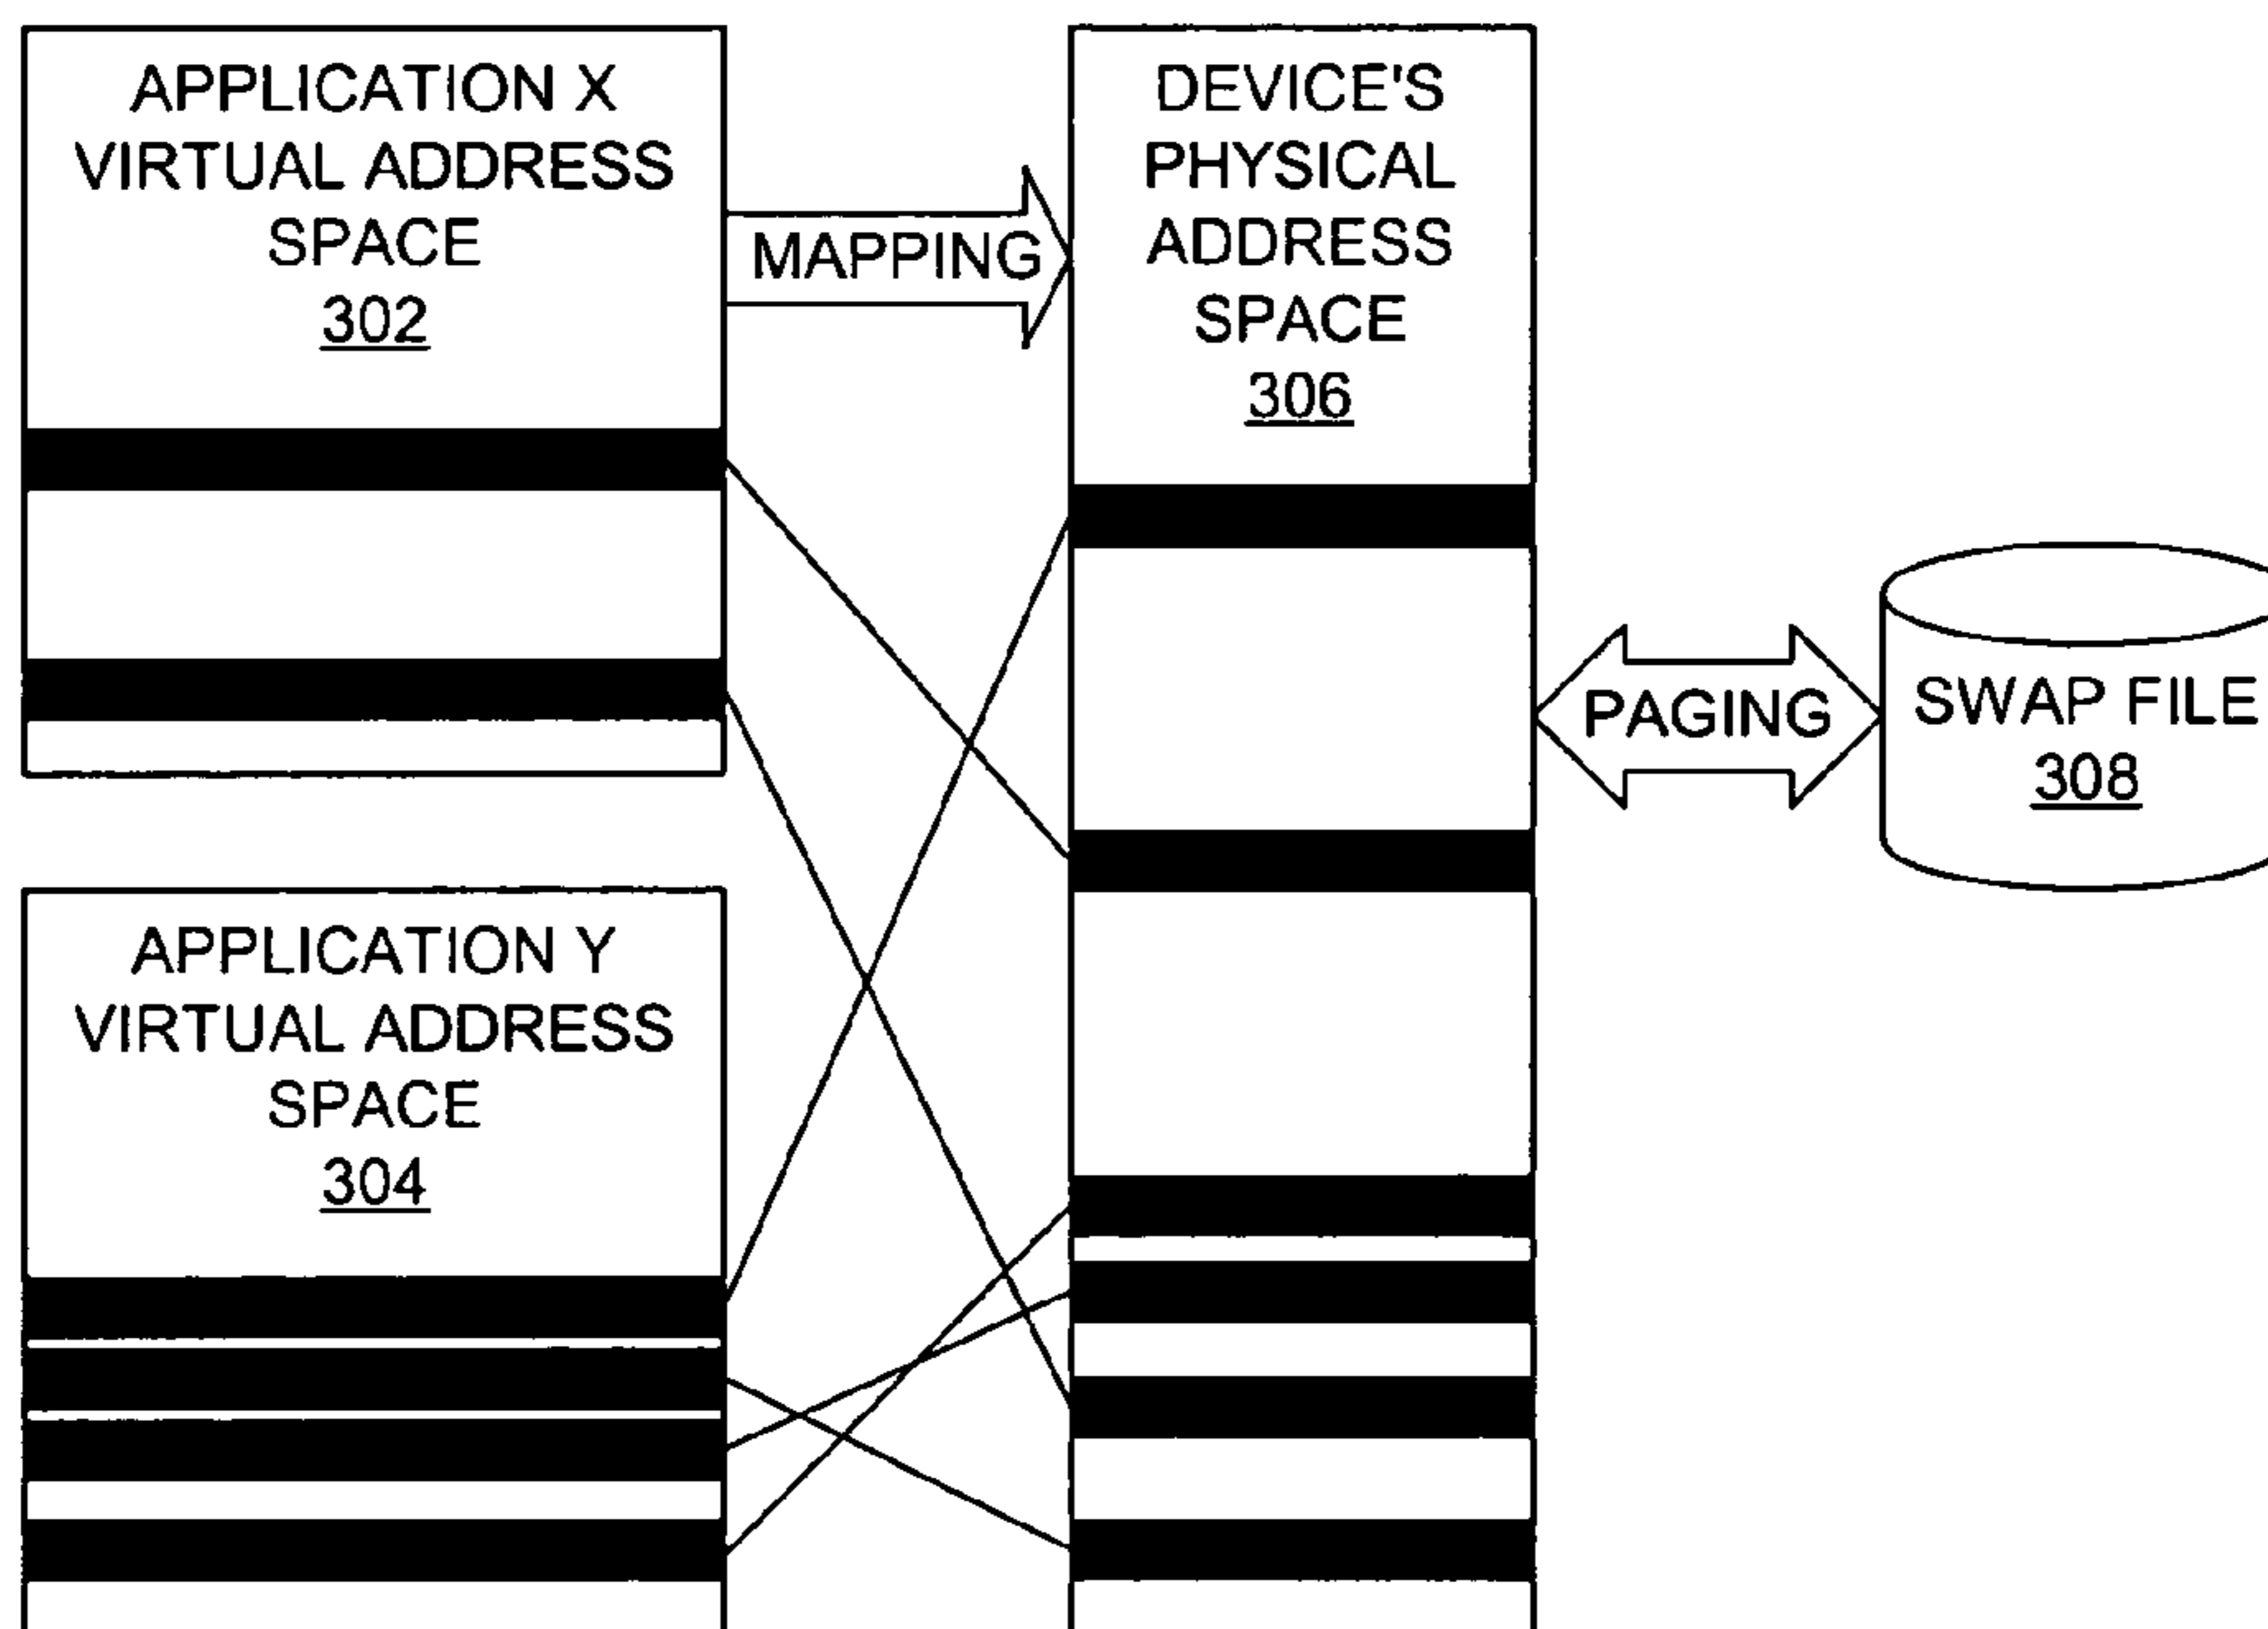 APPLICATION X
VIRTUAL ADDRESS
SPACE
302
MAPPING
DEVICE'S
PHYSICAL
ADDRESS
SPACE
306
PAGING
SWAP FILE
308
APPLICATION Y
VIRTUAL ADDRESS
SPACE
304